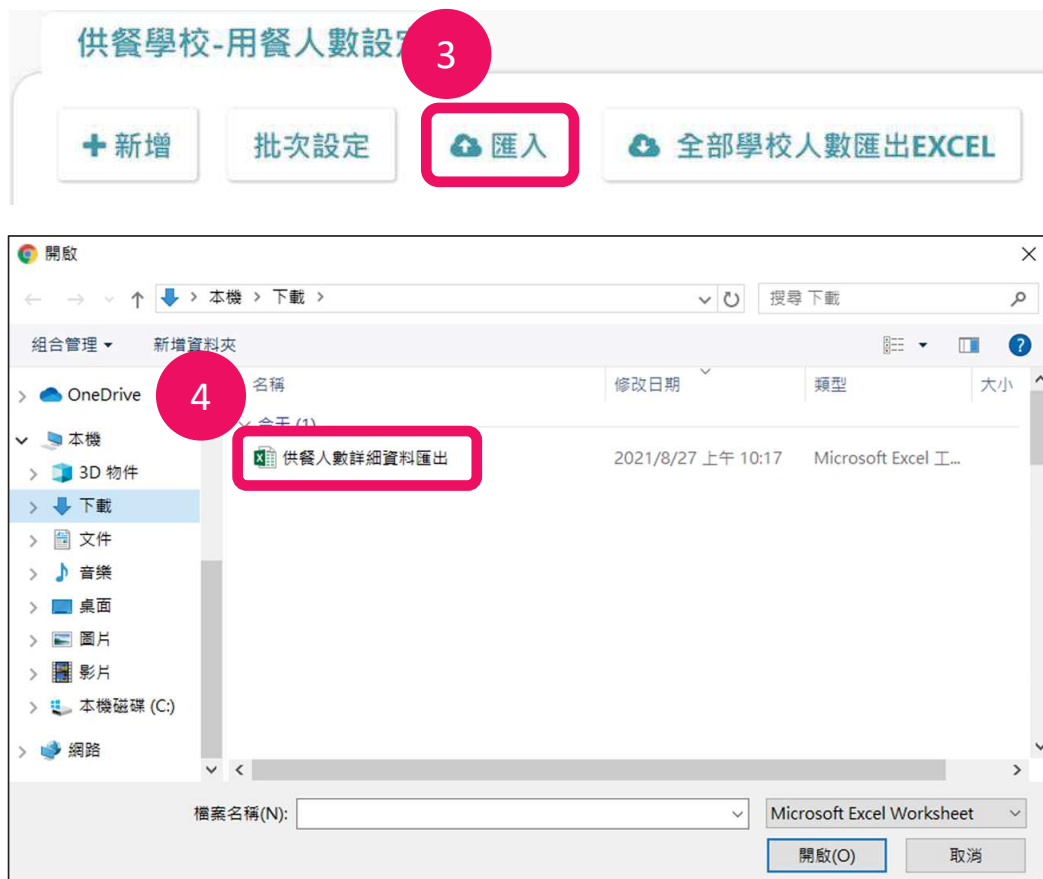 供餐學校-用餐人數設定
3
新增
批次設定
匯入
全部學校人數匯出EXCEL
開啟
本機 > 下載 >
搜尋 下載
組合管理
新增資料夾
4
名稱
修改日期
類型
大小
OneDrive
今天 (1)
本機
供餐人數詳細資料匯出
2021/8/27 上午 10:17
Microsoft Excel 工...
3D 物件
下載
文件
音樂
桌面
圖片
影片
本機磁碟 (C:)
網路
檔案名稱(N):
Microsoft Excel Worksheet
開啟(O)
取消